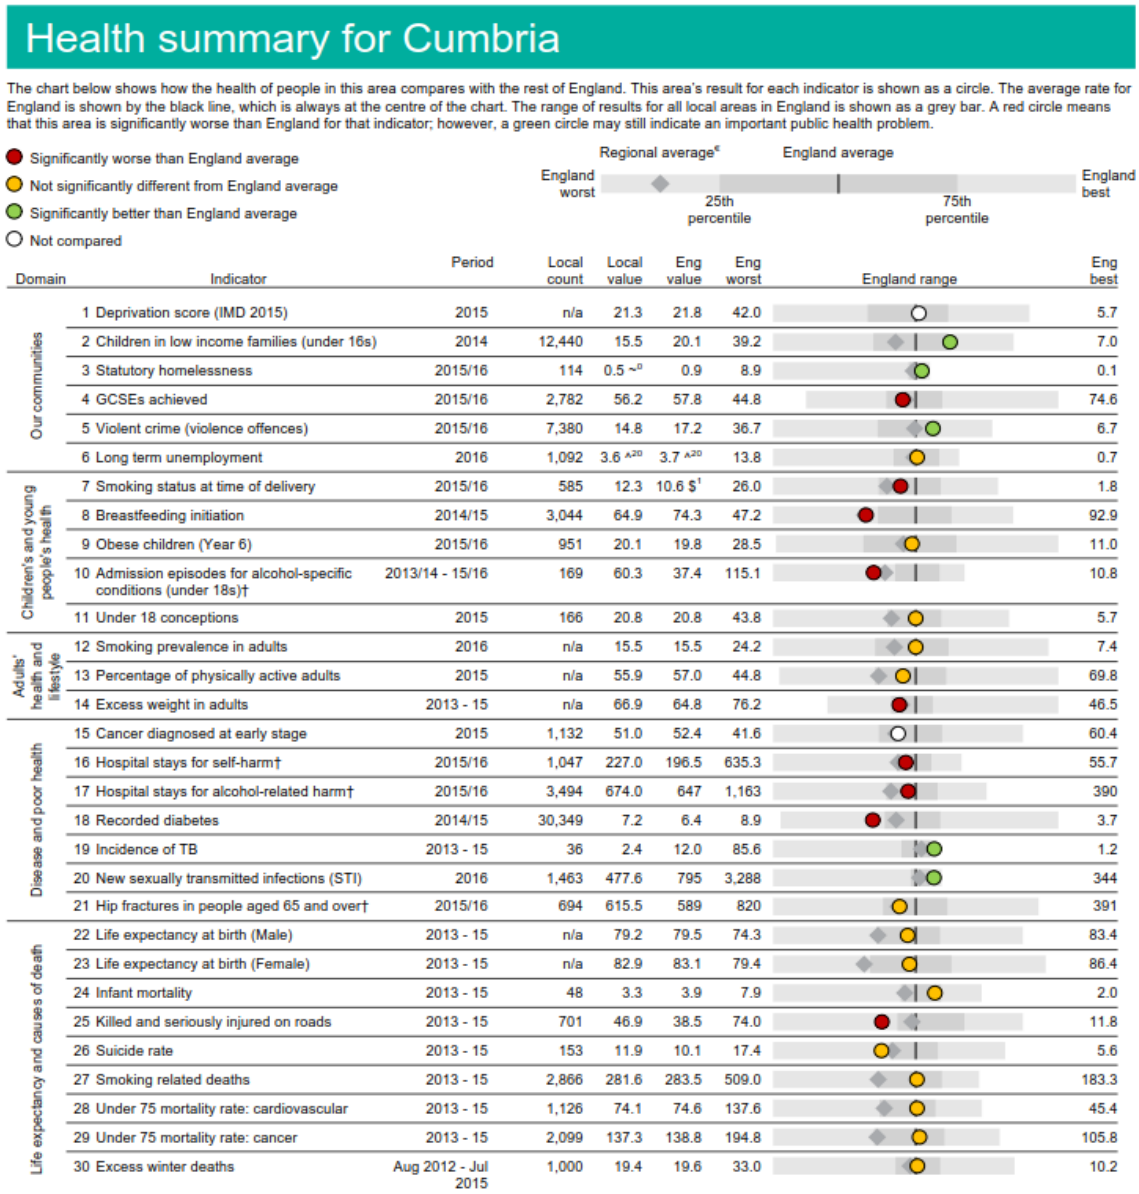 Health summary for Cumbria
The chart below shows how the health of people in this area compares with the rest of England. This area's result for each indicator is shown as a circle. The average rate for
England is shown by the black line, which is always at the centre of the chart. The range of results for all local areas in England is shown as a grey bar. A red circle means
that this area is significantly worse than England for that indicator; however, a green circle may still indicate an important public health problem.
Significantly worse than England average
Not significantly different from England average
Significantly better than England average
Not compared
Regional average€ England average
England worst
England best
25th percentile
75th percentile
Domain Indicator Period Local count Local value Eng value Eng worst England range Eng best
Our communities
1 Deprivation score (IMD 2015) 2015 n/a 21.3 21.8 42.0 5.7
2 Children in low income families (under 16s) 2014 12,440 15.5 20.1 39.2 7.0
3 Statutory homelessness 2015/16 114 0.5 ~⁰ 0.9 8.9 0.1
4 GCSEs achieved 2015/16 2,782 56.2 57.8 44.8 74.6
5 Violent crime (violence offences) 2015/16 7,380 14.8 17.2 36.7 6.7
6 Long term unemployment 2016 1,092 3.6 ^²⁰ 3.7 ^²⁰ 13.8 0.7
Children's and young people's health
7 Smoking status at time of delivery 2015/16 585 12.3 10.6 $¹ 26.0 1.8
8 Breastfeeding initiation 2014/15 3,044 64.9 74.3 47.2 92.9
9 Obese children (Year 6) 2015/16 951 20.1 19.8 28.5 11.0
10 Admission episodes for alcohol-specific 2013/14 - 15/16 169 60.3 37.4 115.1 10.8
conditions (under 18s)†
11 Under 18 conceptions 2015 166 20.8 20.8 43.8 5.7
Adults' health and lifestyle
12 Smoking prevalence in adults 2016 n/a 15.5 15.5 24.2 7.4
13 Percentage of physically active adults 2015 n/a 55.9 57.0 44.8 69.8
14 Excess weight in adults 2013 - 15 n/a 66.9 64.8 76.2 46.5
Disease and poor health
15 Cancer diagnosed at early stage 2015 1,132 51.0 52.4 41.6 60.4
16 Hospital stays for self-harm† 2015/16 1,047 227.0 196.5 635.3 55.7
17 Hospital stays for alcohol-related harm† 2015/16 3,494 674.0 647 1,163 390
18 Recorded diabetes 2014/15 30,349 7.2 6.4 8.9 3.7
19 Incidence of TB 2013 - 15 36 2.4 12.0 85.6 1.2
20 New sexually transmitted infections (STI) 2016 1,463 477.6 795 3,288 344
21 Hip fractures in people aged 65 and over† 2015/16 694 615.5 589 820 391
Life expectancy and causes of death
22 Life expectancy at birth (Male) 2013 - 15 n/a 79.2 79.5 74.3 83.4
23 Life expectancy at birth (Female) 2013 - 15 n/a 82.9 83.1 79.4 86.4
24 Infant mortality 2013 - 15 48 3.3 3.9 7.9 2.0
25 Killed and seriously injured on roads 2013 - 15 701 46.9 38.5 74.0 11.8
26 Suicide rate 2013 - 15 153 11.9 10.1 17.4 5.6
27 Smoking related deaths 2013 - 15 2,866 281.6 283.5 509.0 183.3
28 Under 75 mortality rate: cardiovascular 2013 - 15 1,126 74.1 74.6 137.6 45.4
29 Under 75 mortality rate: cancer 2013 - 15 2,099 137.3 138.8 194.8 105.8
30 Excess winter deaths Aug 2012 - Jul 2015 1,000 19.4 19.6 33.0 10.2